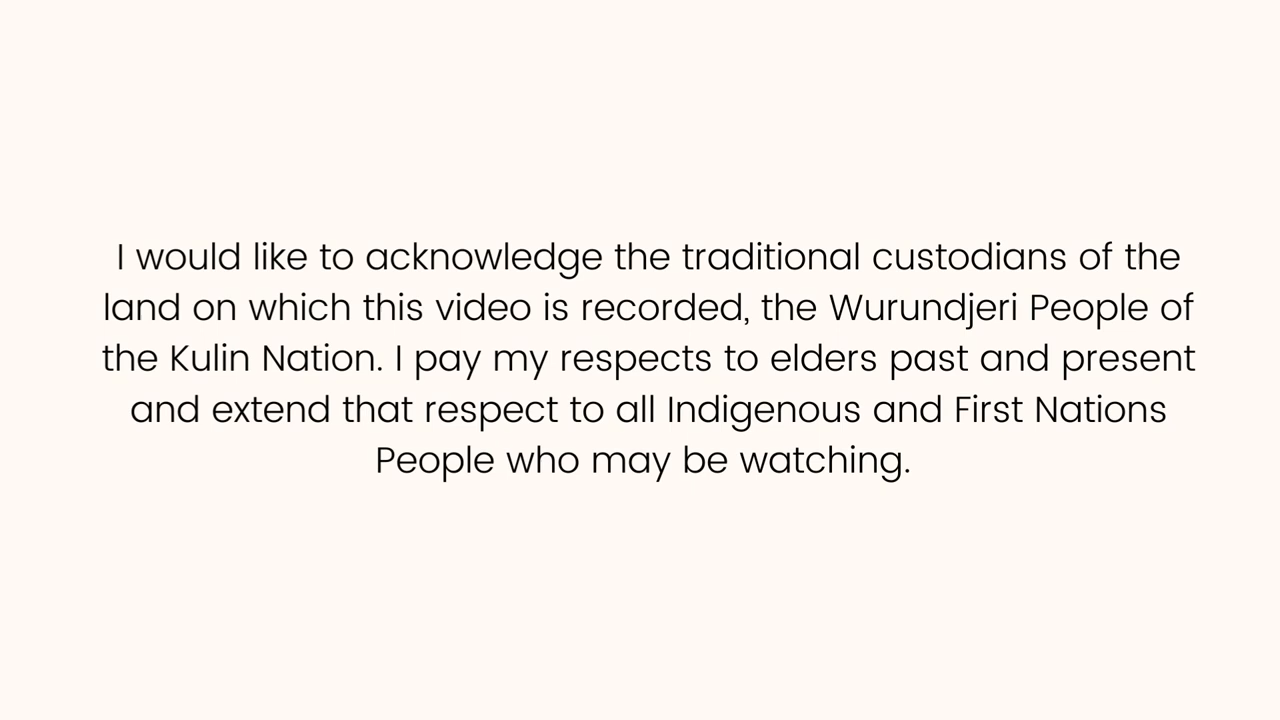 I would like to acknowledge the traditional custodians of the
land on which this video is recorded, the Wurundjeri People of
the Kulin Nation. I pay my respects to elders past and present
and extend that respect to all Indigenous and First Nations
People who may be watching.